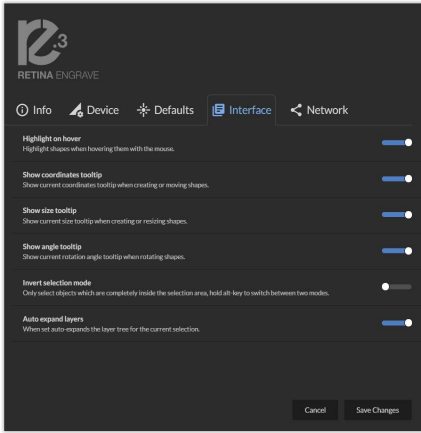 re.3
RETINA ENGRAVE
Info Device Defaults Interface Network
Highlight on hover
Highlight shapes when hovering them with the mouse.
Show coordinates tooltip
Show current coordinates tooltip when creating or moving shapes.
Show size tooltip
Show current size tooltip when creating or resizing shapes.
Show angle tooltip
Show current rotation angle tooltip when rotating shapes.
Invert selection mode
Only select objects which are completely inside the selection area, hold alt-key to switch between two modes.
Auto expand layers
When set auto-expands the layer tree for the current selection.
Cancel Save Changes